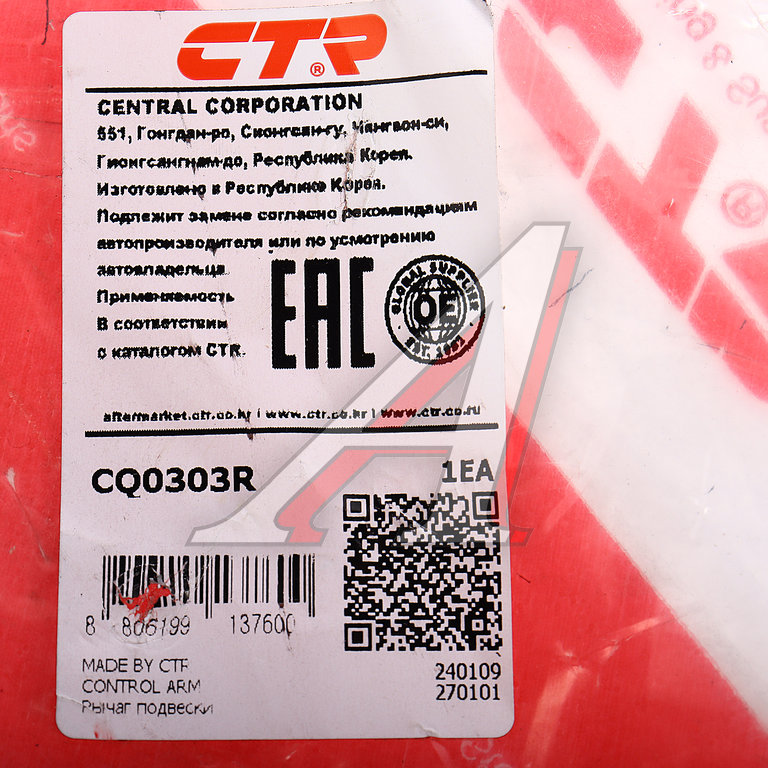 CTR®
CENTRAL CORPORATION
551, Гонгдан-ро, Сионгсан-гу, Чангвон-си,
Гионгсангнам-до, Республика Корея.
Изготовлено в Республике Корея.
Подлежит замене согласно рекомендациям
автопроизводителя или по усмотрению
автовладельца
Применяемость
В соответствии
с каталогом CTR.
EAC
GLOBAL SUPPLIER
OE
EST. 1952
aftermarket.ctr.co.kr | www.ctr.co.kr | www.ctr.co.ru
CQ0303R
1EA
8 806199 137600
MADE BY CTR
CONTROL ARM
Рычаг подвески
240109
270101